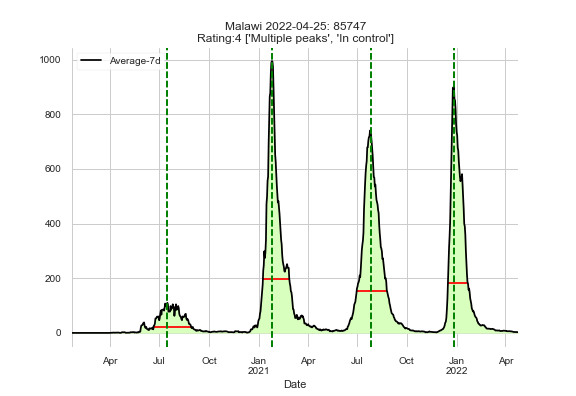 Malawi 2022-04-25: 85747
Rating:4 ['Multiple peaks', 'In control']
Average-7d
1000
800
600
400
200
0
Apr Jul Oct Jan Apr Jul Oct Jan Apr
2021 2022
Date